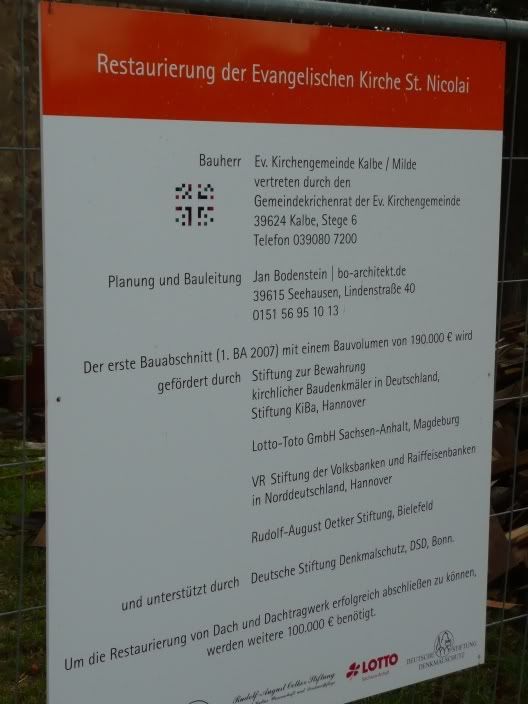 Restaurierung der Evangelischen Kirche St. Nicolai
Bauherr Ev. Kirchengemeinde Kalbe / Milde
vertreten durch den
Gemeindekrichenrat der Ev. Kirchengemeinde
39624 Kalbe, Stege 6
Telefon 039080 7200
Planung und Bauleitung Jan Bodenstein | bo-architekt.de
39615 Seehausen, Lindenstraße 40
0151 56 95 10 13
Der erste Bauabschnitt (1. BA 2007) mit einem Bauvolumen von 190.000 € wird
gefördert durch Stiftung zur Bewahrung
kirchlicher Baudenkmäler in Deutschland,
Stiftung KiBa, Hannover
Lotto-Toto GmbH Sachsen-Anhalt, Magdeburg
VR Stiftung der Volksbanken und Raiffeisenbanken
in Norddeutschland, Hannover
Rudolf-August Oetker Stiftung, Bielefeld
und unterstützt durch Deutsche Stiftung Denkmalschutz, DSD, Bonn.
Um die Restaurierung von Dach und Dachtragwerk erfolgreich abschließen zu können,
werden weitere 100.000 € benötigt.
Rudolf-August Oetker Stiftung
LOTTO
Sachsen-Anhalt
DEUTSCHE STIFTUNG
DENKMALSCHUTZ